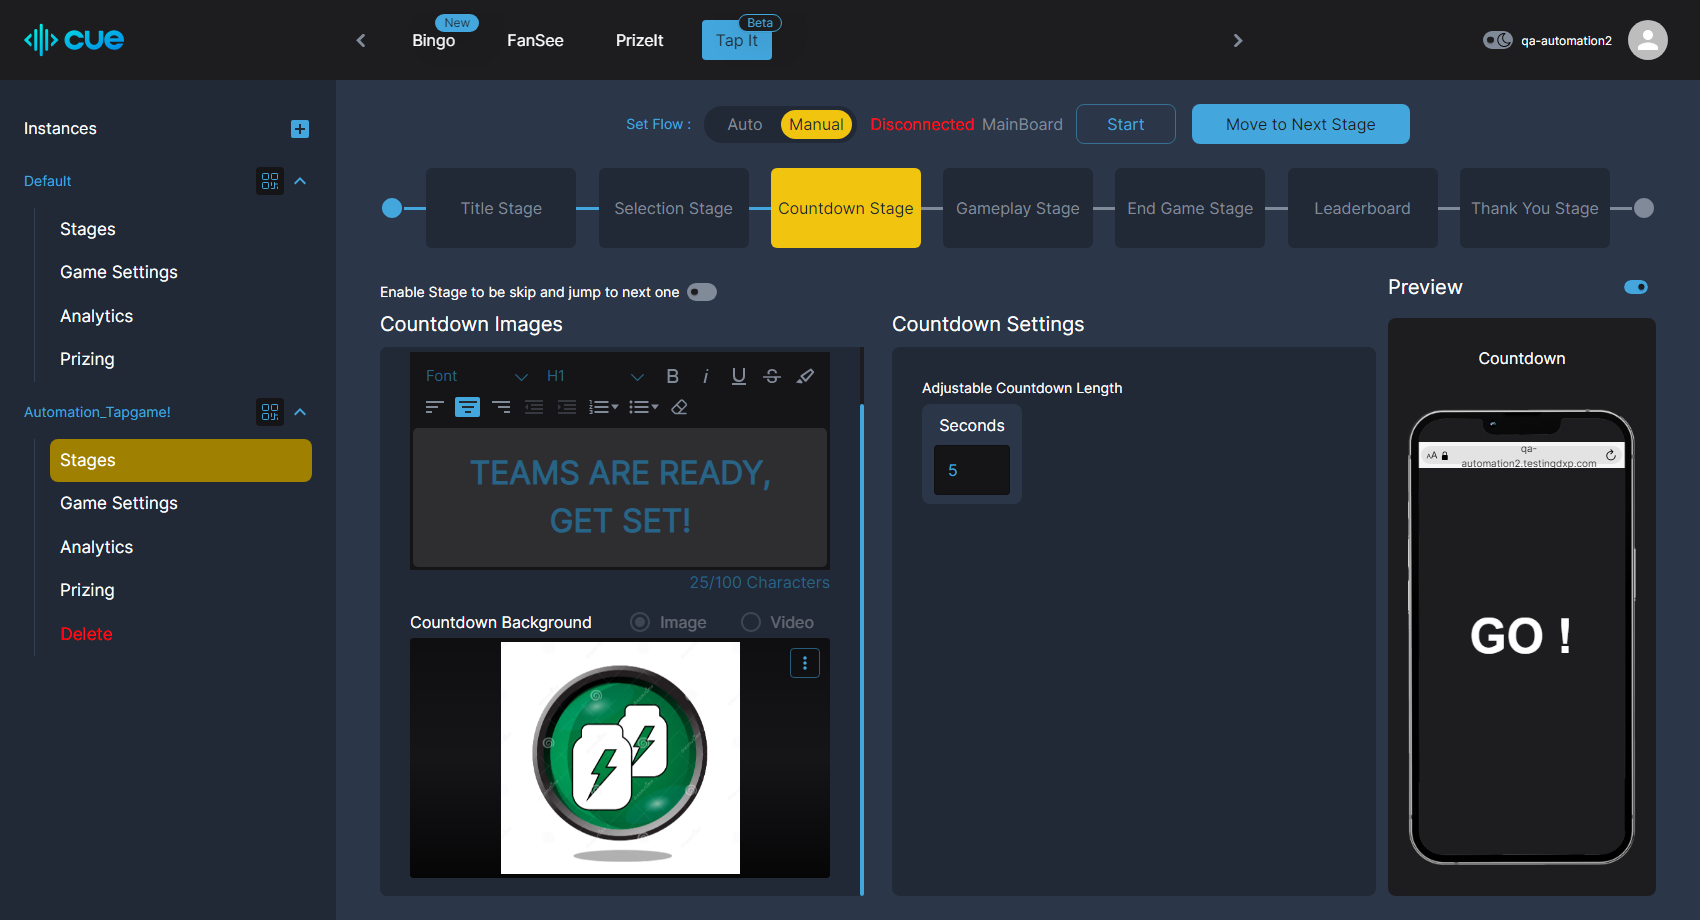 cue
New
Bingo
FanSee
PrizeIt
Beta
Tap It
qa-automation2
Instances
Default
Stages
Game Settings
Analytics
Prizing
Automation_Tapgame!
Stages
Game Settings
Analytics
Prizing
Delete
Set Flow :
Auto
Manual
Disconnected MainBoard
Start
Move to Next Stage
Title Stage
Selection Stage
Countdown Stage
Gameplay Stage
End Game Stage
Leaderboard
Thank You Stage
Enable Stage to be skip and jump to next one
Countdown Images
Font
H1
B
i
U
S
TEAMS ARE READY,
GET SET!
25/100 Characters
Countdown Background
Image
Video
Countdown Settings
Adjustable Countdown Length
Seconds
5
Preview
Countdown
AA
qa-
automation2.testingdxp.com
GO !